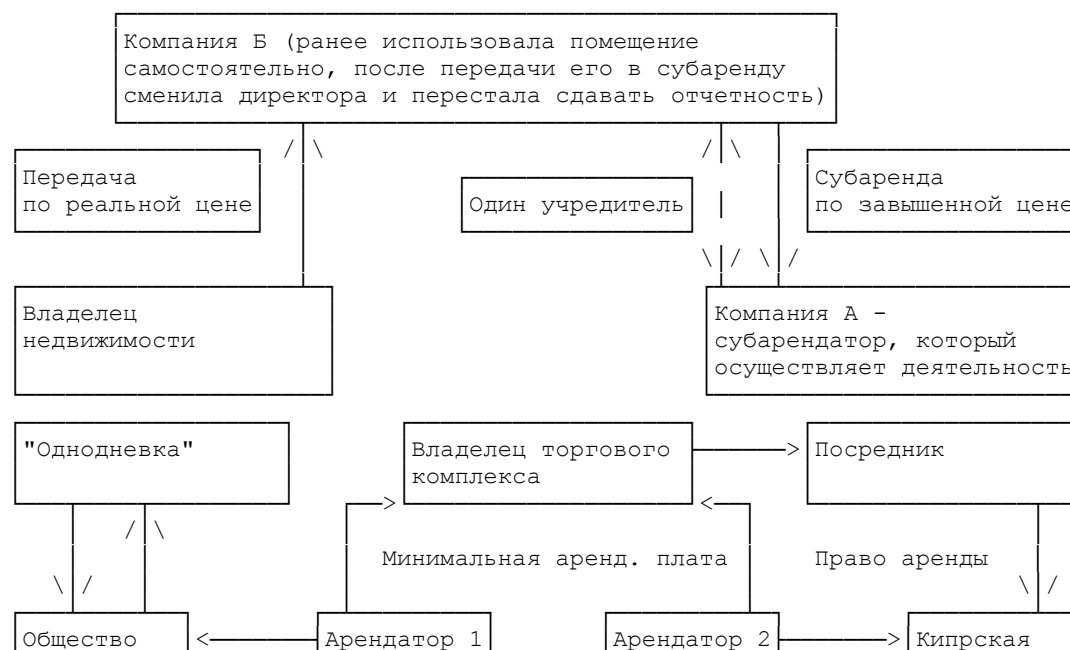 Компания Б (ранее использовала помещение
самостоятельно, после передачи его в субаренду
сменила директора и перестала сдавать отчетность)
Передача
по реальной цене
Один учредитель
Субаренда
по завышенной цене
Владелец
недвижимости
Компания А -
субарендатор, который
осуществляет деятельность
"Однодневка"
Владелец торгового
комплекса
Посредник
Минимальная аренд. плата
Право аренды
Общество
Арендатор 1
Арендатор 2
Кипрская